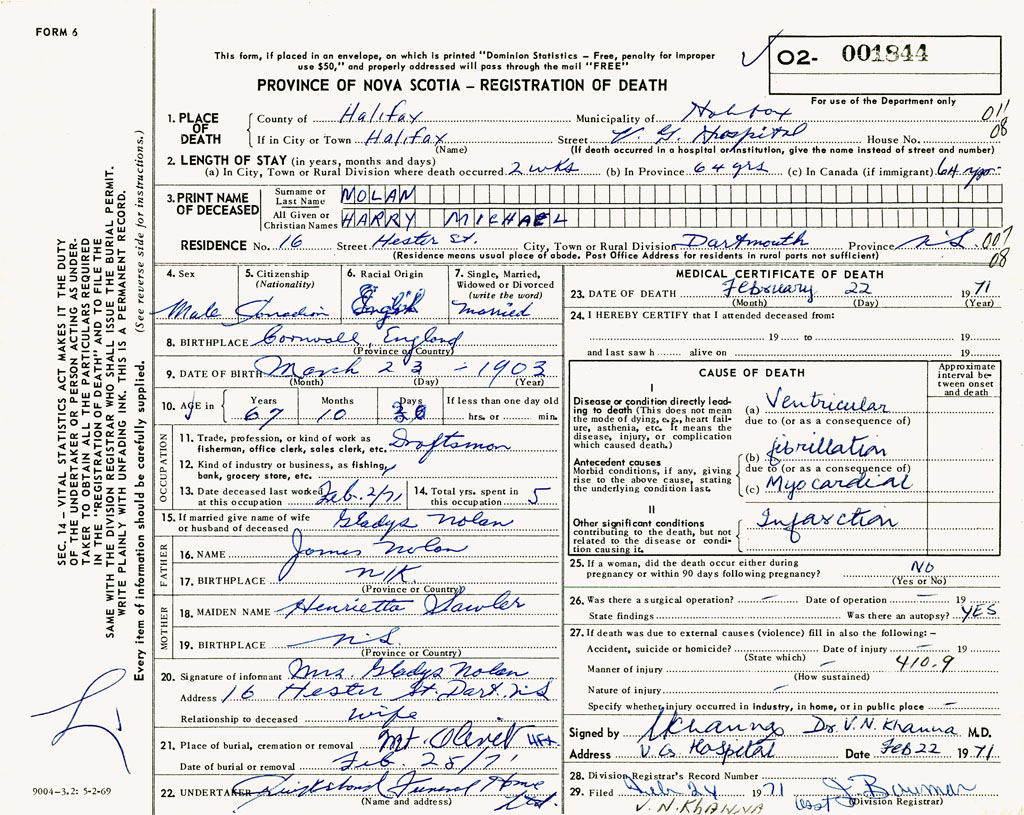 FORM 6
This form, if placed in an envelope, on which is printed "Dominion Statistics – Free, penalty for improper
use $50," and properly addressed will pass through the mail "FREE"
O2- 001844
PROVINCE OF NOVA SCOTIA – REGISTRATION OF DEATH
For use of the Department only
1. PLACE OF DEATH
County of Halifax Municipality of Halifax 011
If in City or Town Halifax Street V. G. Hospital House No. 08
(Name) (If death occurred in a hospital or institution, give the name instead of street and number)
2. LENGTH OF STAY (in years, months and days)
(a) In City, Town or Rural Division where death occurred 2 wks (b) In Province 64 yrs (c) In Canada (if immigrant) 64 yrs
3. PRINT NAME OF DECEASED
Surname or Last Name NOLAN
All Given or Christian Names HARRY MICHAEL
RESIDENCE No. 16 Street Hester St. City, Town or Rural Division Dartmouth Province N.S. 007
(Residence means usual place of abode. Post Office Address for residents in rural parts not sufficient) 08
4. Sex
Male
5. Citizenship
(Nationality)
Canadian
6. Racial Origin
English
7. Single, Married,
Widowed or Divorced
(write the word)
Married
8. BIRTHPLACE Cornwall, England
(Province or Country)
9. DATE OF BIRTH March 23 – 1903
(Month) (Day) (Year)
10. AGE in
Years Months Days If less than one day old
67 10 30 hrs. or min.
OCCUPATION
11. Trade, profession, or kind of work as
fisherman, office clerk, sales clerk, etc. Draftsman
12. Kind of industry or business, as fishing,
bank, grocery store, etc.
13. Date deceased last worked
at this occupation Feb. 2/71
14. Total yrs. spent in
this occupation 5
15. If married give name of wife
or husband of deceased Gladys Nolan
FATHER
16. NAME James Nolan
17. BIRTHPLACE N/K
(Province or Country)
MOTHER
18. MAIDEN NAME Henrietta Sawler
19. BIRTHPLACE N.S.
(Province or Country)
20. Signature of informant Mrs. Gladys Nolan
Address 16 Hester St. Dart. N.S
Relationship to deceased wife
21. Place of burial, cremation or removal Mt. Olivet HFX
Date of burial or removal Feb. 25/71
22. UNDERTAKER Cruikshank Funeral Home
(Name and address) Ltd.
MEDICAL CERTIFICATE OF DEATH
23. DATE OF DEATH February 22 1971
(Month) (Day) (Year)
24. I HEREBY CERTIFY that I attended deceased from:
19 to 19
and last saw h alive on 19
CAUSE OF DEATH
Approximate
interval be-
tween onset
and death
I
Disease or condition directly lead-
ing to death (This does not mean
the mode of dying, e.g., heart fail-
ure, asthenia, etc. It means the
disease, injury, or complication
which caused death.)
(a) Ventricular
due to (or as a consequence of)
(b) fibrillation
Antecedent causes
Morbid conditions, if any, giving
rise to the above cause, stating
the underlying condition last.
due to (or as a consequence of)
(c) Myocardial
II
Other significant conditions
contributing to the death, but not
related to the disease or condi-
tion causing it.
Infarction
25. If a woman, did the death occur either during
pregnancy or within 90 days following pregnancy? NO
(Yes or No)
26. Was there a surgical operation? – Date of operation – 19
State findings Was there an autopsy? YES
27. If death was due to external causes (violence) fill in also the following: –
Accident, suicide or homicide? Date of injury – 19
(State which) 410.9
Manner of injury –
(How sustained)
Nature of injury –
Specify whether injury occurred in industry, in home, or in public place –
Signed by VKhanna Dr. V. N. Khanna M.D.
Address V.G. Hospital Date Feb 22 1971
28. Division Registrar's Record Number
29. Filed Feb 24 1971 J. Bauman
V. N. KHANNA Asst Division Registrar)
SEC. 14 – VITAL STATISTICS ACT MAKES IT THE DUTY
OF THE UNDERTAKER OR PERSON ACTING AS UNDER-
TAKER TO OBTAIN ALL THE PARTICULARS REQUIRED
IN THE "REGISTRATION OF DEATH" AND TO FILE THE
SAME WITH THE DIVISION REGISTRAR WHO SHALL ISSUE THE BURIAL PERMIT.
WRITE PLAINLY WITH UNFADING INK. THIS IS A PERMANENT RECORD.
Every item of information should be carefully supplied. (See reverse side for instructions.)
9004-3.2: 5-2-69